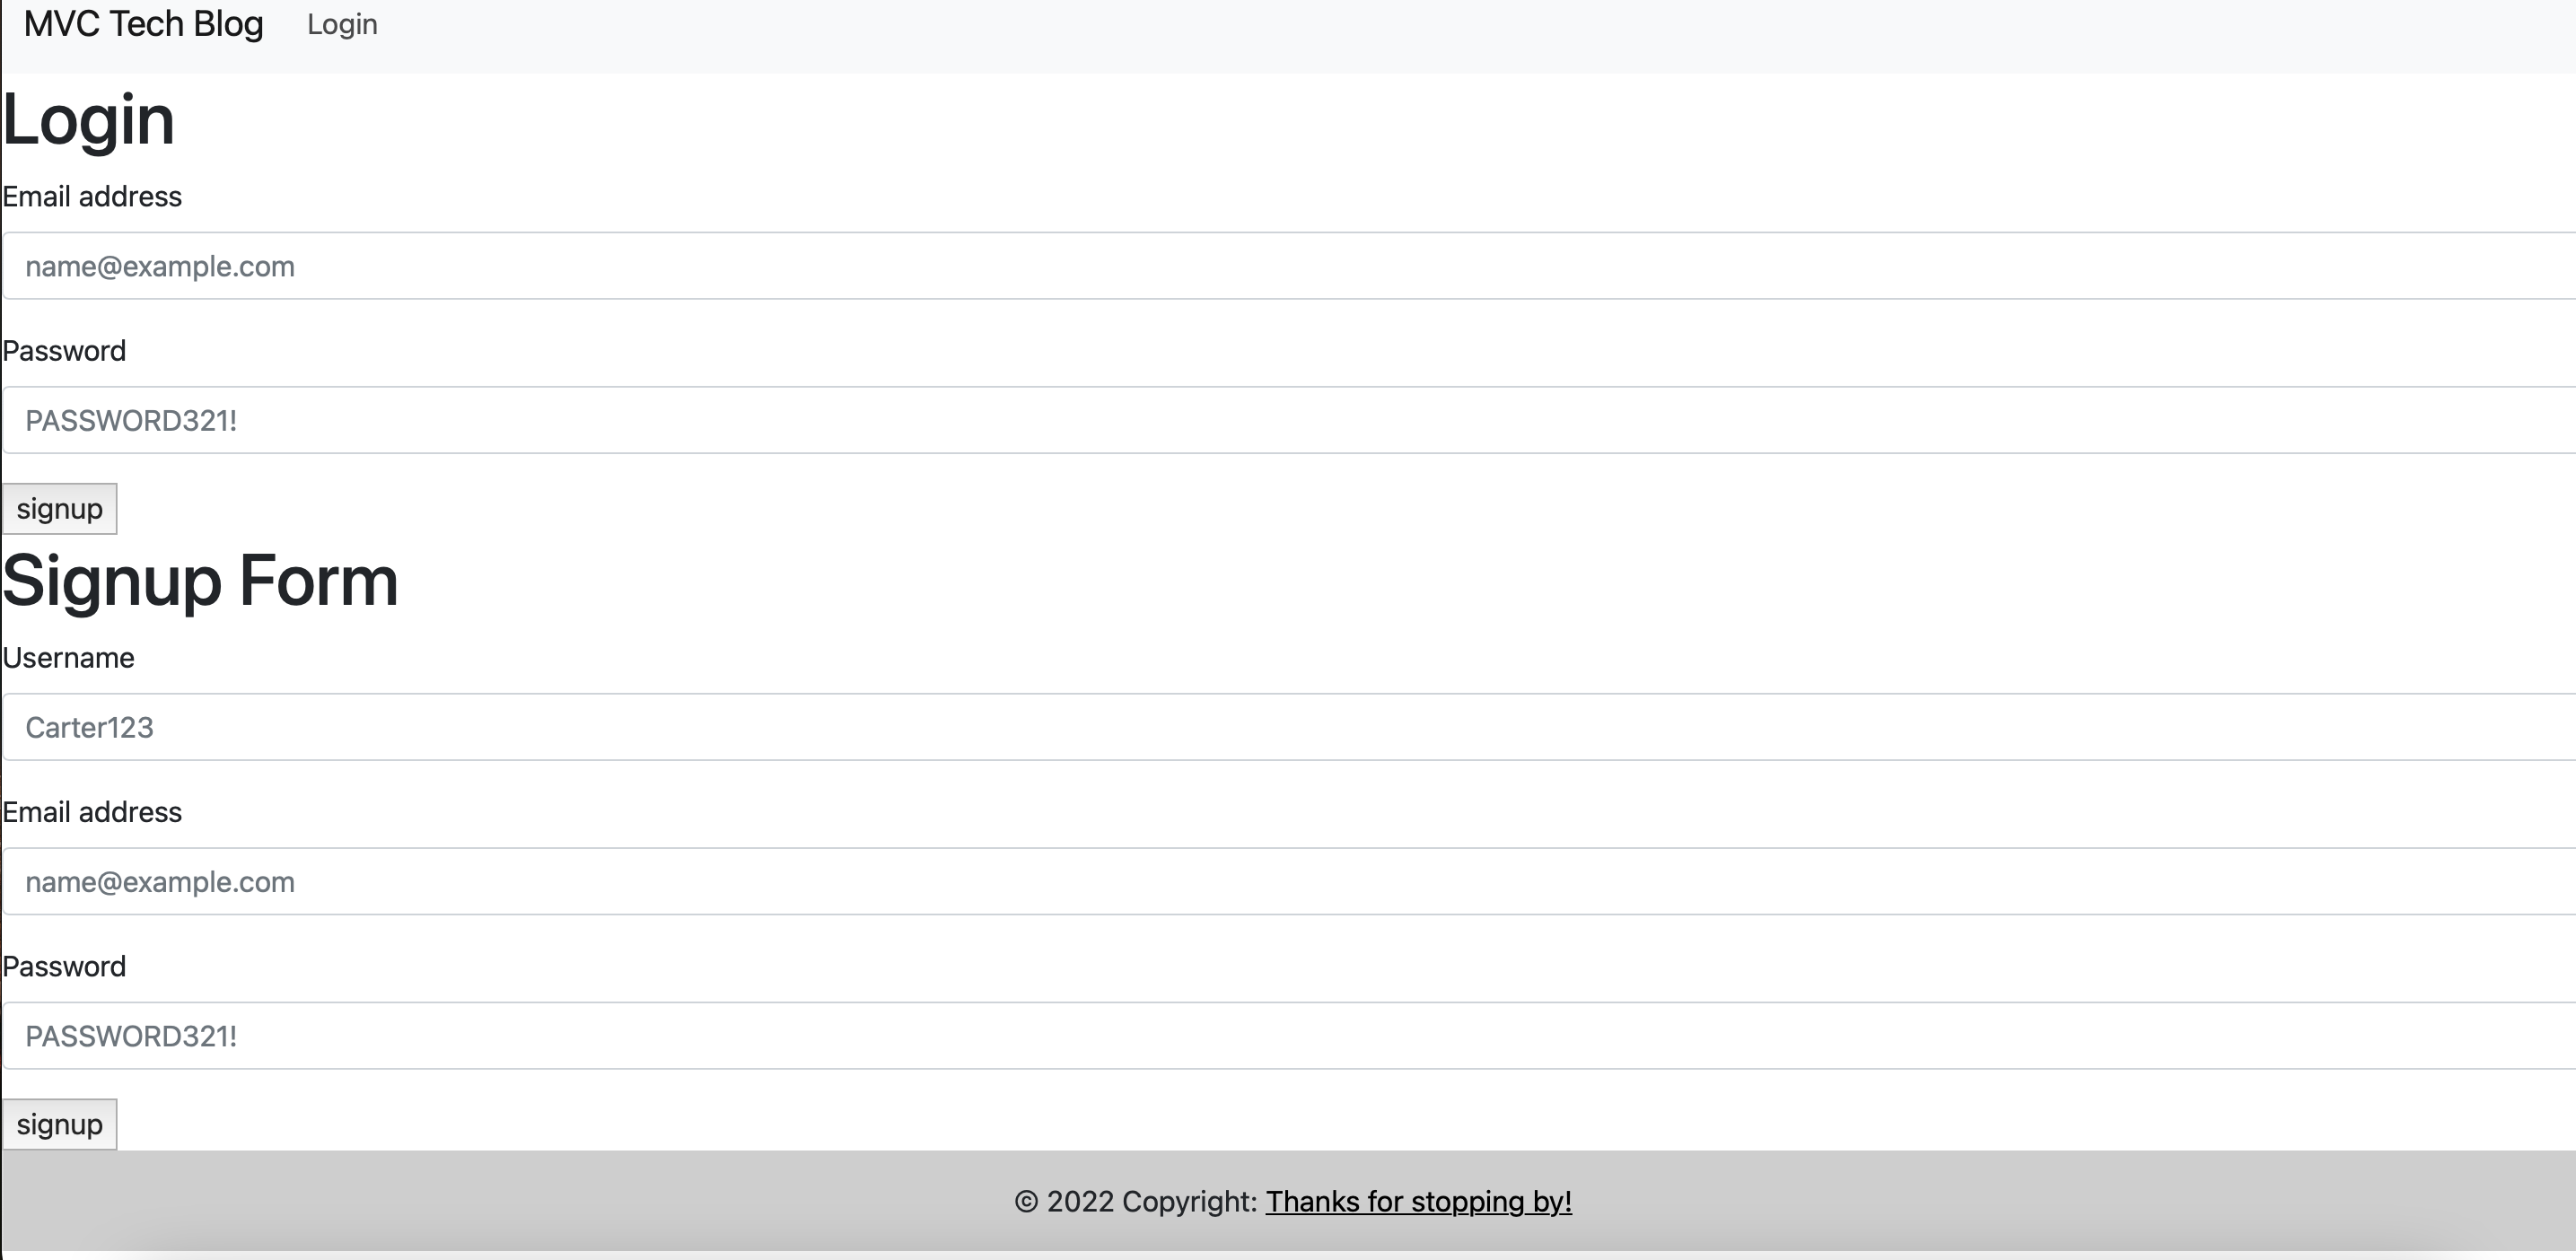 MVC Tech Blog Login
Login
Email address
name@example.com
Password
PASSWORD321!
signup
Signup Form
Username
Carter123
Email address
name@example.com
Password
PASSWORD321!
signup
© 2022 Copyright: Thanks for stopping by!